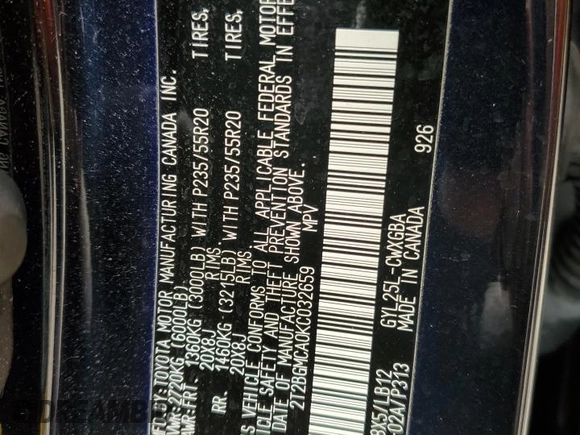 TOYOTA MOTOR MANUFACTURING CANADA INC.
2720KG (6000LB)
FRT. 1360KG (3000LB) WITH P235/55R20 TIRES,
20X8J RIMS,
RR. 1460KG (3215LB) WITH P235/55R20 TIRES,
20X8J RIMS,
VEHICLE CONFORMS TO ALL APPLICABLE FEDERAL MOTOR
VEHICLE SAFETY AND THEFT PREVENTION STANDARDS IN EFFE
OF MANUFACTURE SHOWN ABOVE.
2T2BGMCA0KC032659 MPV
8X5/LB12 GYL25L-CWXGBA 926
02A/P313 MADE IN CANADA